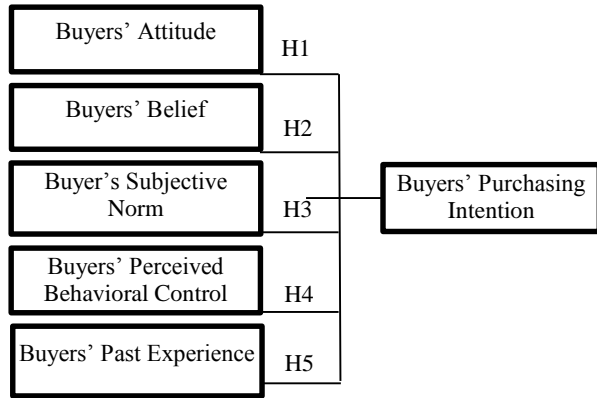 Buyers’ Attitude
H1
Buyers’ Belief
H2
Buyer’s Subjective
Norm
H3
Buyers’ Purchasing
Intention
Buyers’ Perceived
Behavioral Control
H4
Buyers’ Past Experience
H5